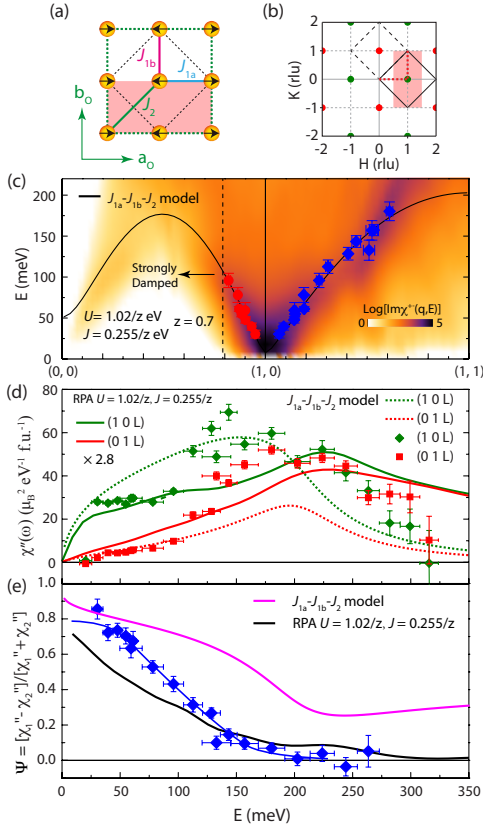 (a)
J1b
J1a
J2
bO
aO
(b)
2
1
0
-1
-2
K (rlu)
-2 -1 0 1 2
H (rlu)
(c)
E (meV)
200
150
100
50
0
J1a-J1b-J2 model
Strongly
Damped
U = 1.02/z eV
J = 0.255/z eV
z = 0.7
Log[Imχ+-(q,E)]
0 5 10
(0, 0) (1, 0) (1, 1)
(d)
χ"(ω) (μB2 eV-1 f.u.-1)
80
60
40
20
0
RPA U = 1.02/z, J = 0.255/z
(1 0 L)
(0 1 L)
× 2.8
J1a-J1b-J2 model
(1 0 L)
(0 1 L)
(1 0 L)
(0 1 L)
(e)
Ψ = [χ1"- χ2"]/[χ1"+ χ2"]
1.0
0.8
0.6
0.4
0.2
0.0
J1a-J1b-J2 model
RPA U = 1.02/z, J = 0.255/z
0 50 100 150 200 250 300 350
E (meV)